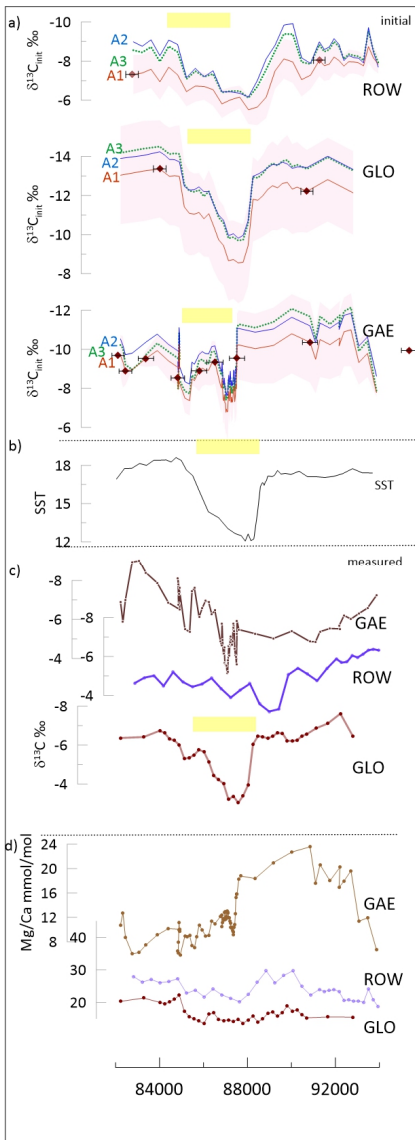 a)
initial
-10
A2
-8
A3
A1
-6
ROW
δ¹³Cinit ‰
-14
A3
A2
-12
A1
-10
-8
GLO
δ¹³Cinit ‰
-12
GAE
A2
-10
A3
A1
-8
-6
δ¹³Cinit ‰
b)
18
15
12
SST
SST
c)
measured
-8
-6
-4
GAE
-8
-6
-4
ROW
-8
-6
-4
GLO
δ¹³C ‰
d)
Mg/Ca mmol/mol
24
20
16
12
8
GAE
40
30
20
ROW
GLO
84000
88000
92000